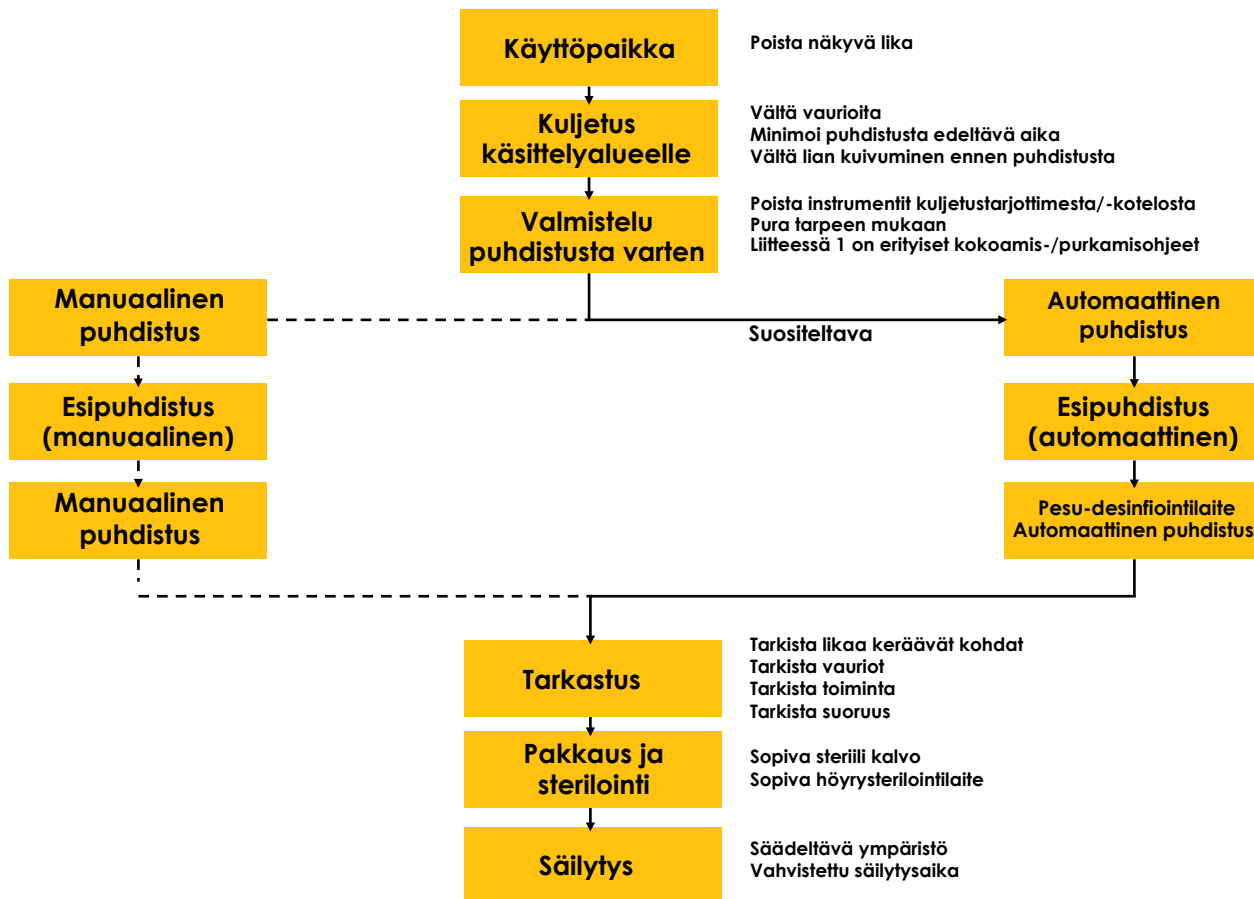 Käyttöpaikka
Poista näkyvä lika
Kuljetus
käsittelyalueelle
Vältä vaurioita
Minimoi puhdistusta edeltävä aika
Vältä lian kuivuminen ennen puhdistusta
Valmistelu
puhdistusta varten
Poista instrumentit kuljetustarjottimesta/-kotelosta
Pura tarpeen mukaan
Liitteessä 1 on erityiset kokoamis-/purkamisohjeet
Manuaalinen
puhdistus
Suositeltava
Automaattinen
puhdistus
Esipuhdistus
(manuaalinen)
Esipuhdistus
(automaattinen)
Manuaalinen
puhdistus
Pesu-desinfiointilaite
Automaattinen puhdistus
Tarkastus
Tarkista likaa keräävät kohdat
Tarkista vauriot
Tarkista toiminta
Tarkista suoruus
Pakkaus ja
sterilointi
Sopiva steriili kalvo
Sopiva höyrysterilointilaite
Säilytys
Säädeltävä ympäristö
Vahvistettu säilytysaika